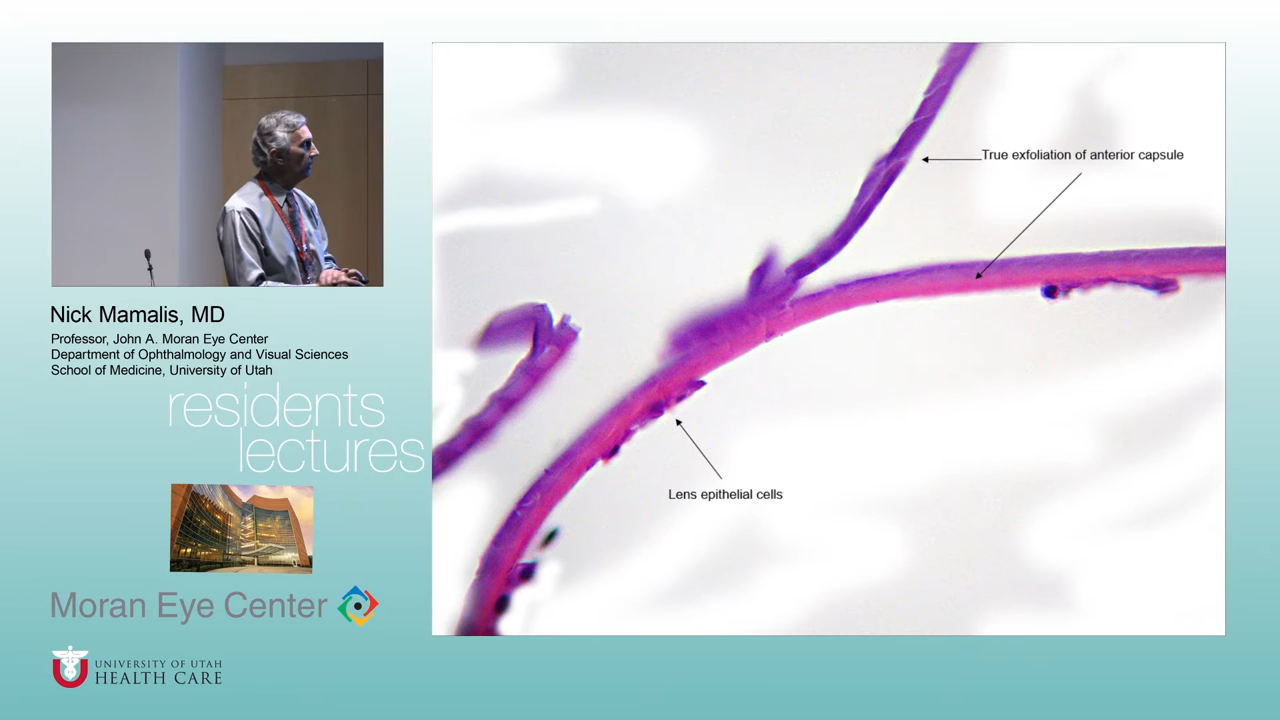 Nick Mamalis, MD
Professor, John A. Moran Eye Center
Department of Ophthalmology and Visual Sciences
School of Medicine, University of Utah
residents
lectures
Moran Eye Center
UNIVERSITY OF UTAH
HEALTH CARE
True exfoliation of anterior capsule
Lens epithelial cells